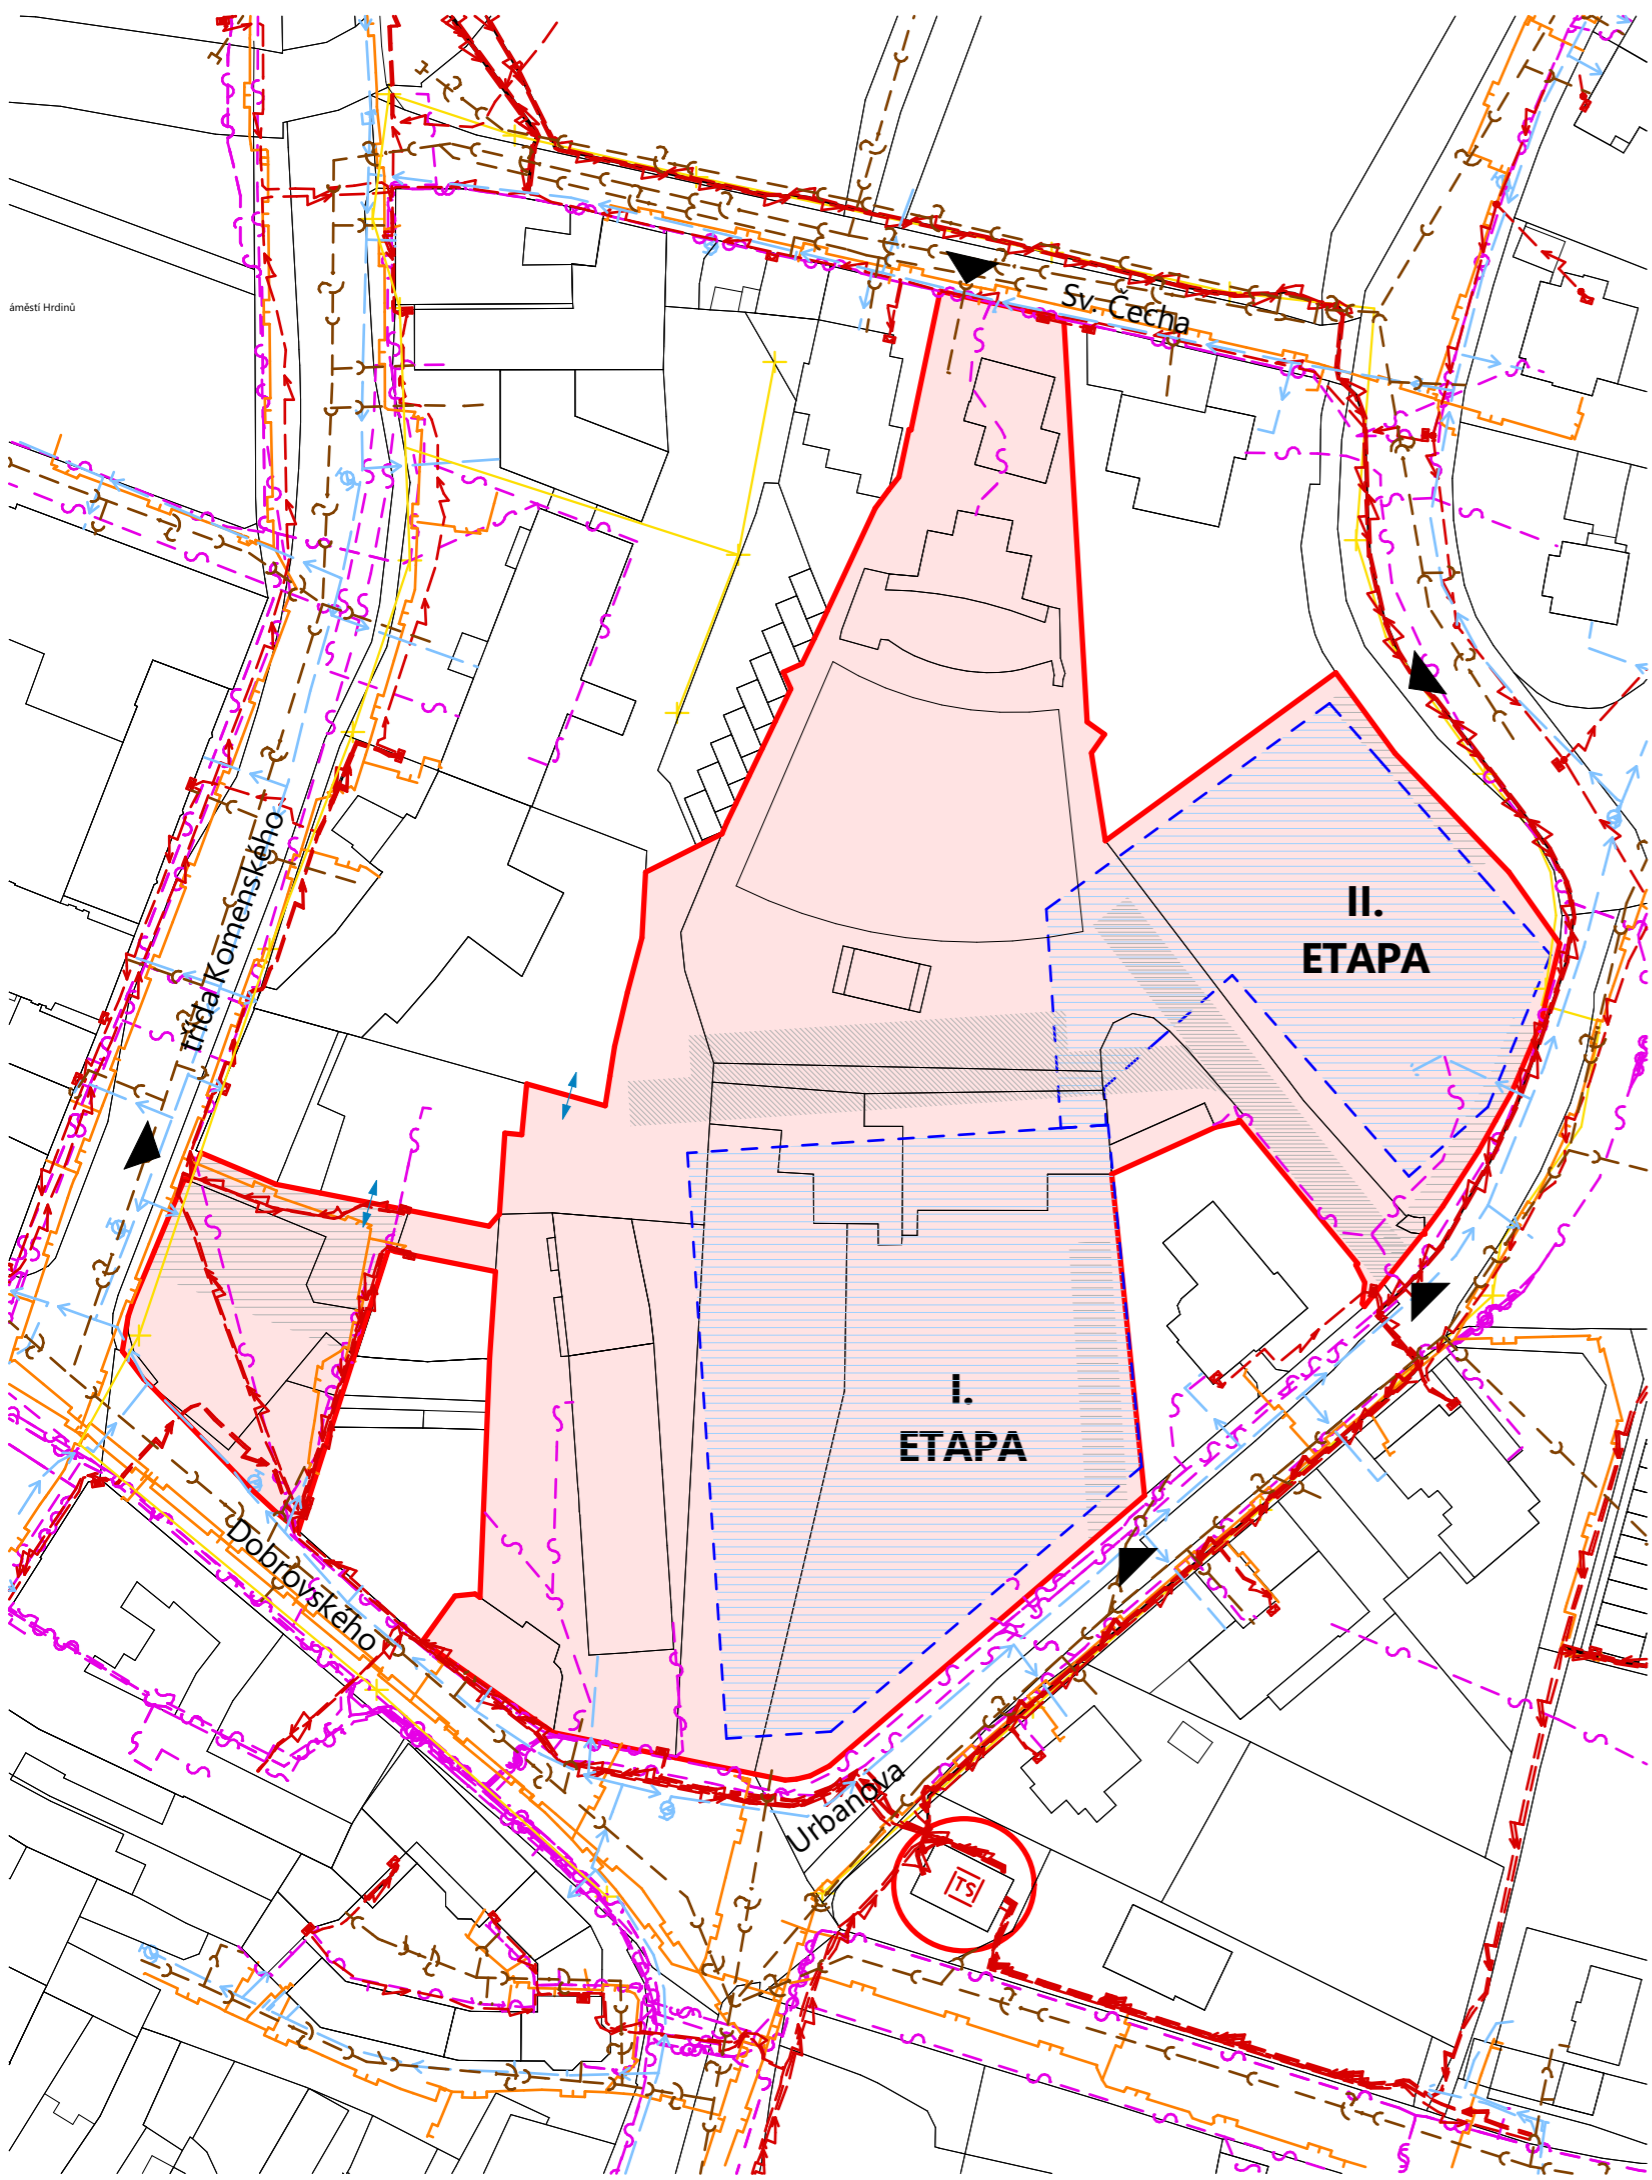 Sv. Čecha
áměstí Hrdinů
třída Komenského
II.
ETAPA
I.
ETAPA
Dobrovského
Urbanova
TS